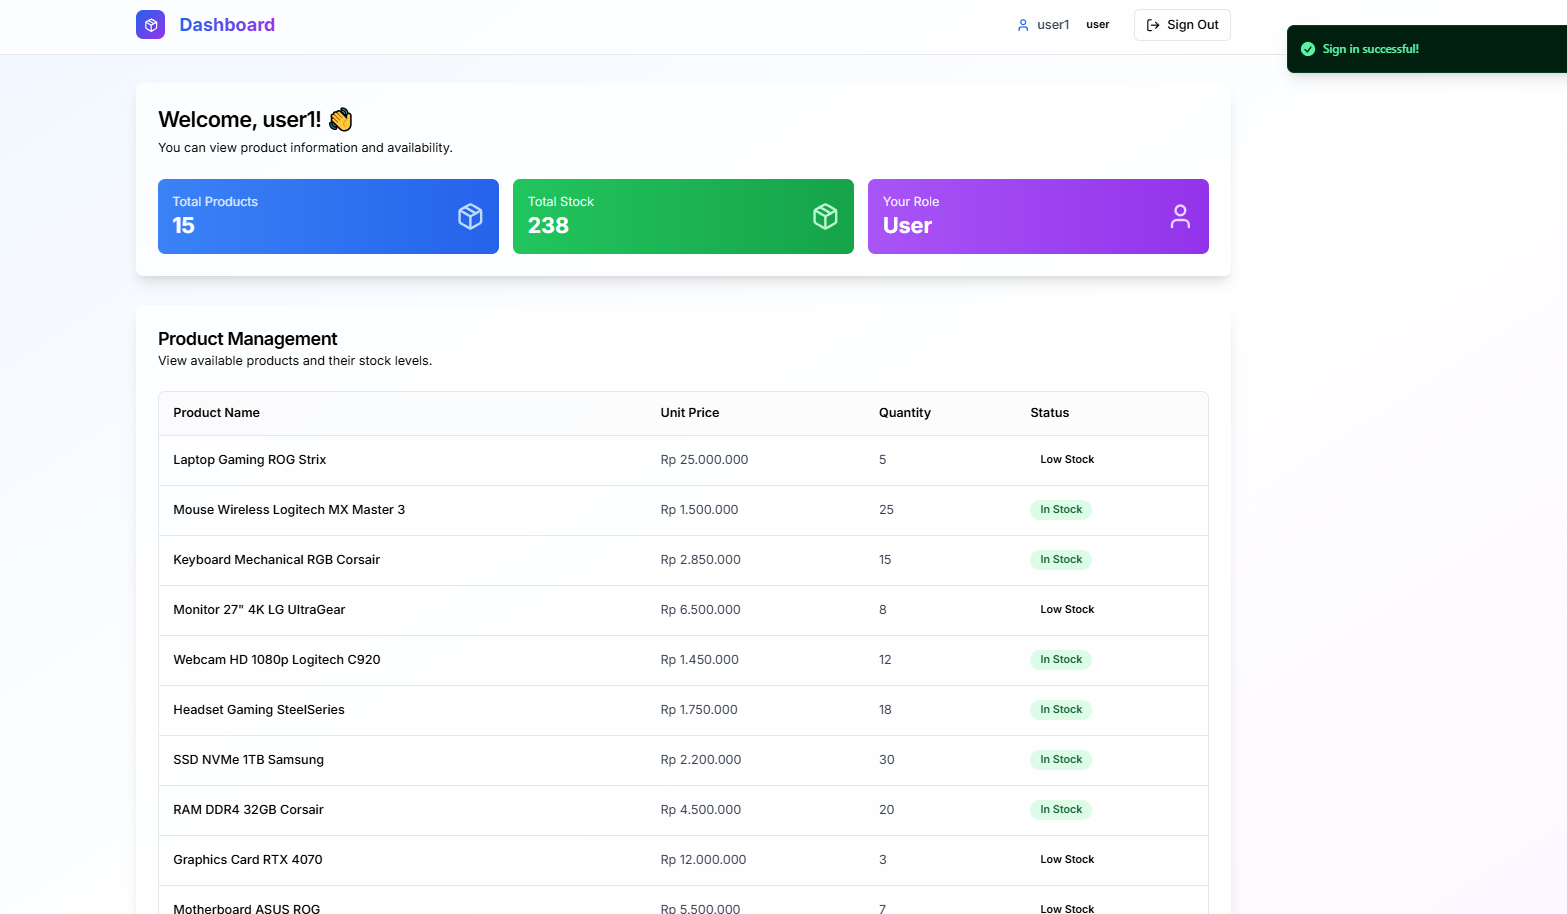 Dashboard
user1 user Sign Out
Sign in successful!
Welcome, user1! 👋
You can view product information and availability.
Total Products
15
Total Stock
238
Your Role
User
Product Management
View available products and their stock levels.
Product Name Unit Price Quantity Status
Laptop Gaming ROG Strix Rp 25.000.000 5 Low Stock
Mouse Wireless Logitech MX Master 3 Rp 1.500.000 25 In Stock
Keyboard Mechanical RGB Corsair Rp 2.850.000 15 In Stock
Monitor 27" 4K LG UltraGear Rp 6.500.000 8 Low Stock
Webcam HD 1080p Logitech C920 Rp 1.450.000 12 In Stock
Headset Gaming SteelSeries Rp 1.750.000 18 In Stock
SSD NVMe 1TB Samsung Rp 2.200.000 30 In Stock
RAM DDR4 32GB Corsair Rp 4.500.000 20 In Stock
Graphics Card RTX 4070 Rp 12.000.000 3 Low Stock
Motherboard ASUS ROG Rp 5.500.000 7 Low Stock